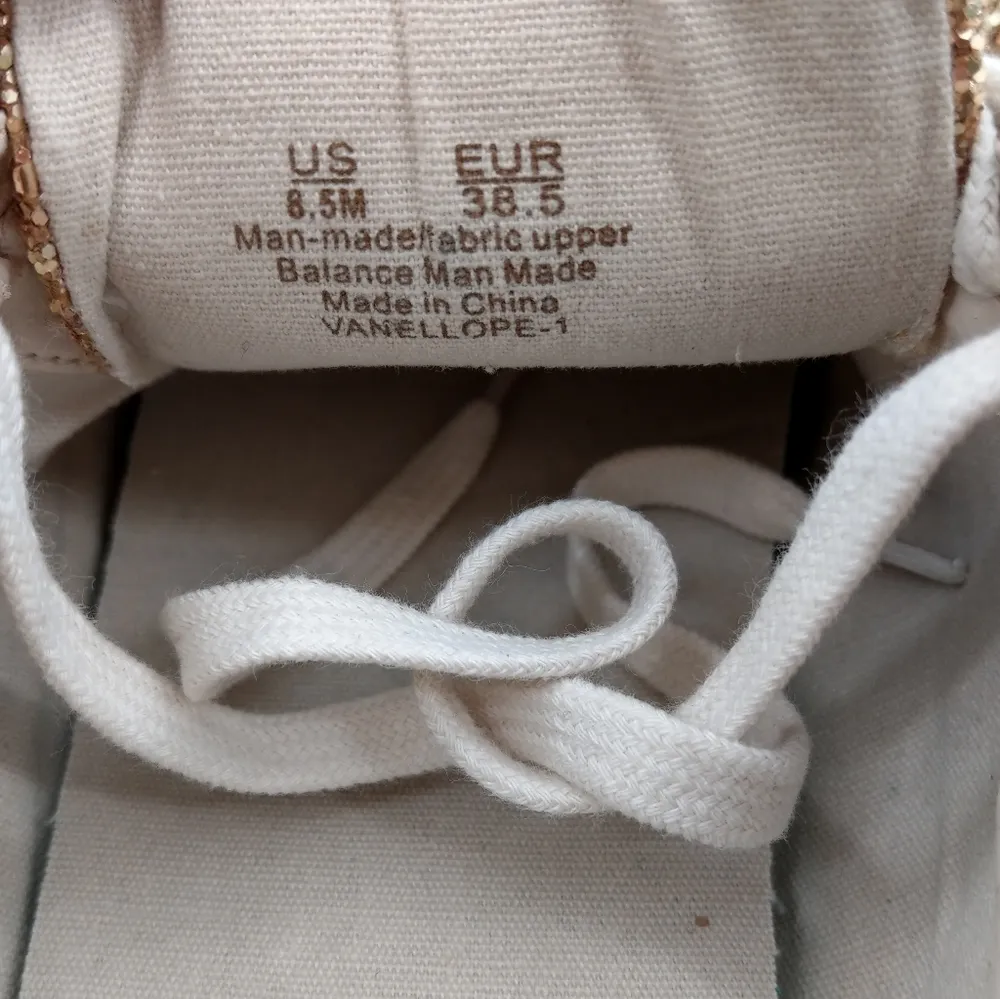 US EUR
8.5M 38.5
Man-made/fabric upper
Balance Man Made
Made in China
VANELLOPE-1